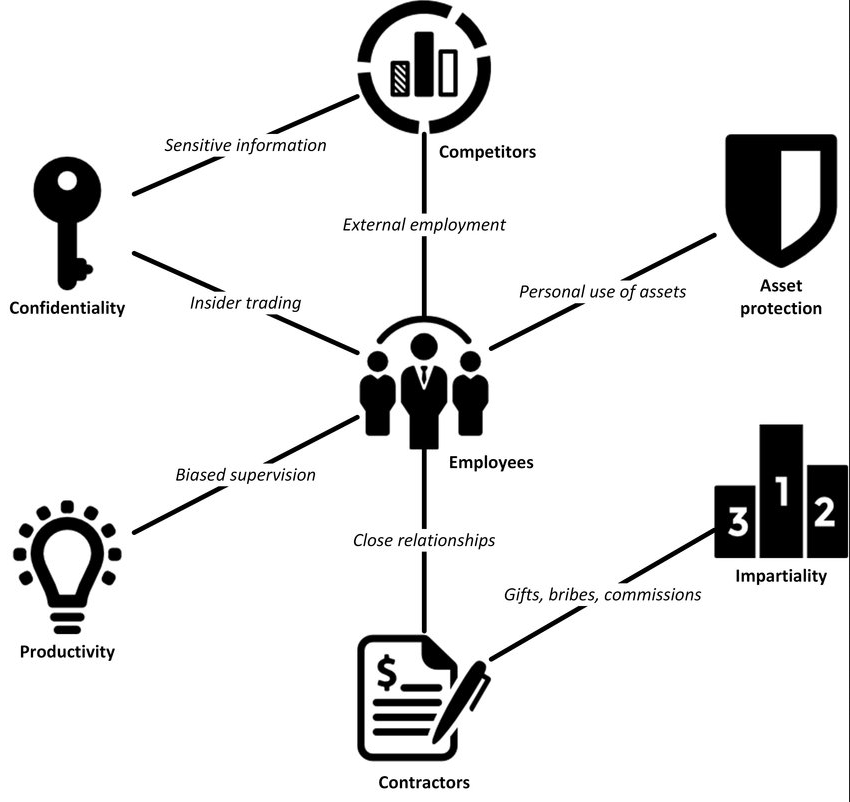 Sensitive information
Competitors
External employment
Confidentiality
Insider trading
Personal use of assets
Asset
protection
Employees
Biased supervision
3
1
2
Close relationships
Impartiality
Gifts, bribes, commissions
Productivity
$
Contractors